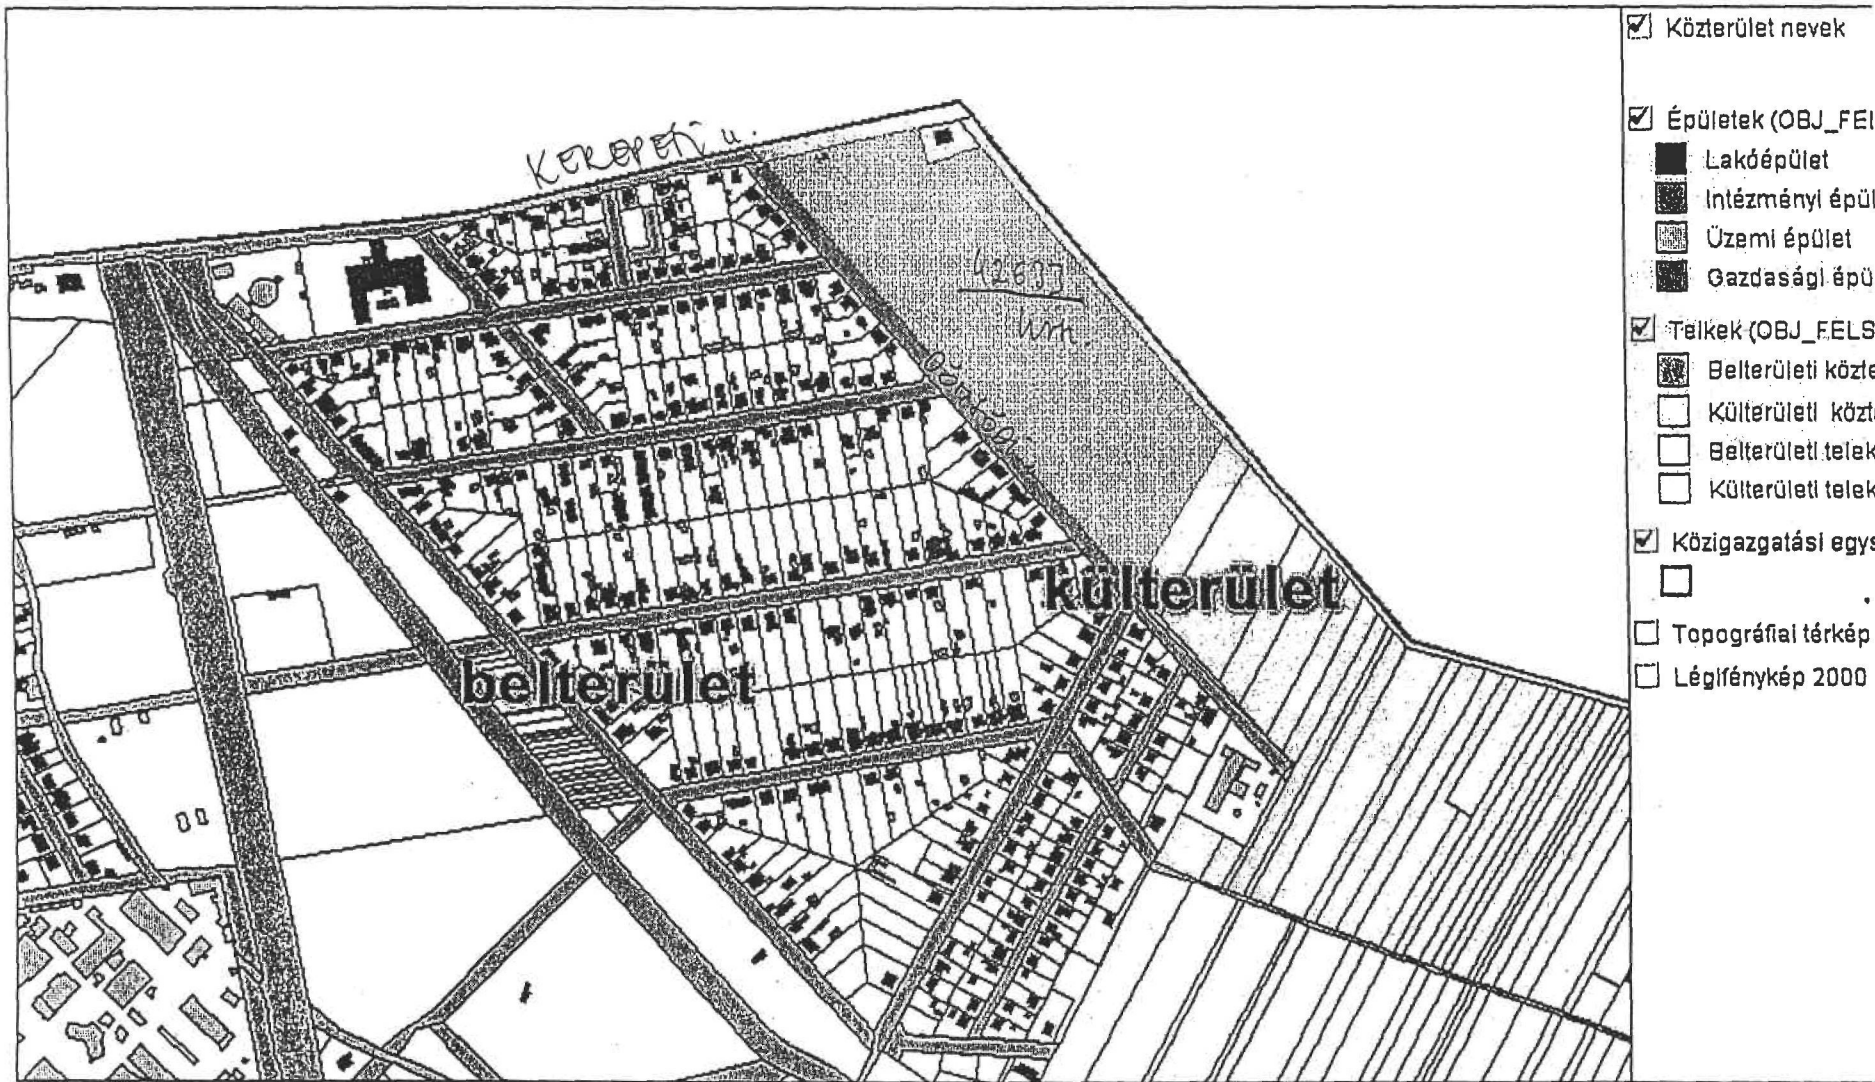 Közterület nevek
Épületek (OBJ_FEL
Lakóépület
Intézményi épül
Üzemi épület
Gazdasági épü
Telkek (OBJ_FELS
Belterületi közte
Külterületi közt
Belterületi telek
Külterületi telek
Közigazgatási egys
Topográfiai térkép
Légifénykép 2000
KEREPESI u.
42693
hrsz.
külterület
belterület